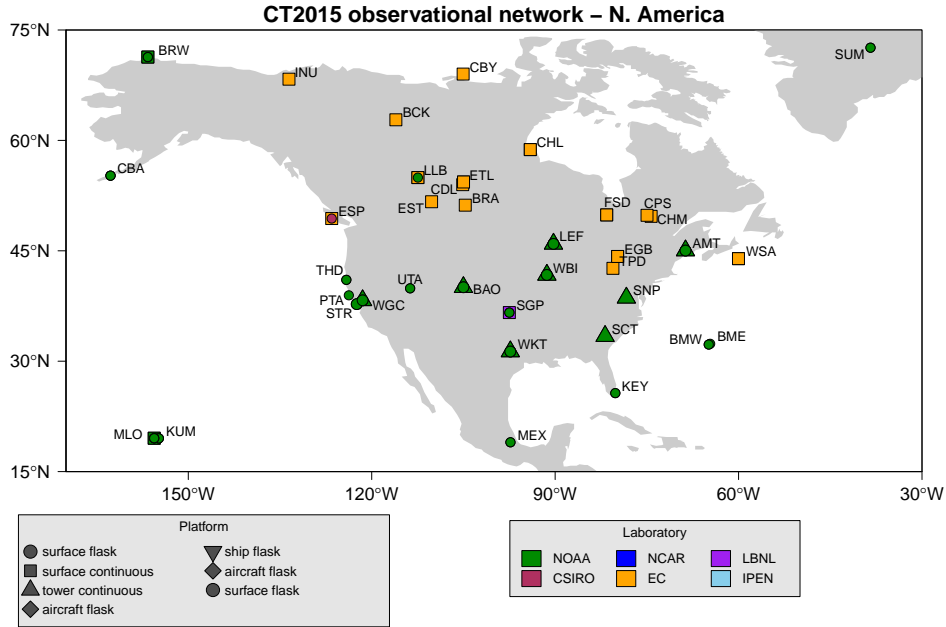 CT2015 observational network – N. America
75°N
60°N
45°N
30°N
15°N
BRW
INU
CBY
SUM
BCK
CHL
CBA
LLB
ETL
CDL
EST
BRA
ESP
FSD
CPS
CHM
LEF
EGB
TPD
AMT
WSA
WBI
THD
UTA
BAO
PTA
WGC
STR
SGP
SNP
SCT
WKT
BMW
BME
KEY
MLO
KUM
MEX
150°W
120°W
90°W
60°W
30°W
Platform
surface flask
surface continuous
tower continuous
aircraft flask
ship flask
aircraft flask
surface flask
Laboratory
NOAA
NCAR
LBNL
CSIRO
EC
IPEN